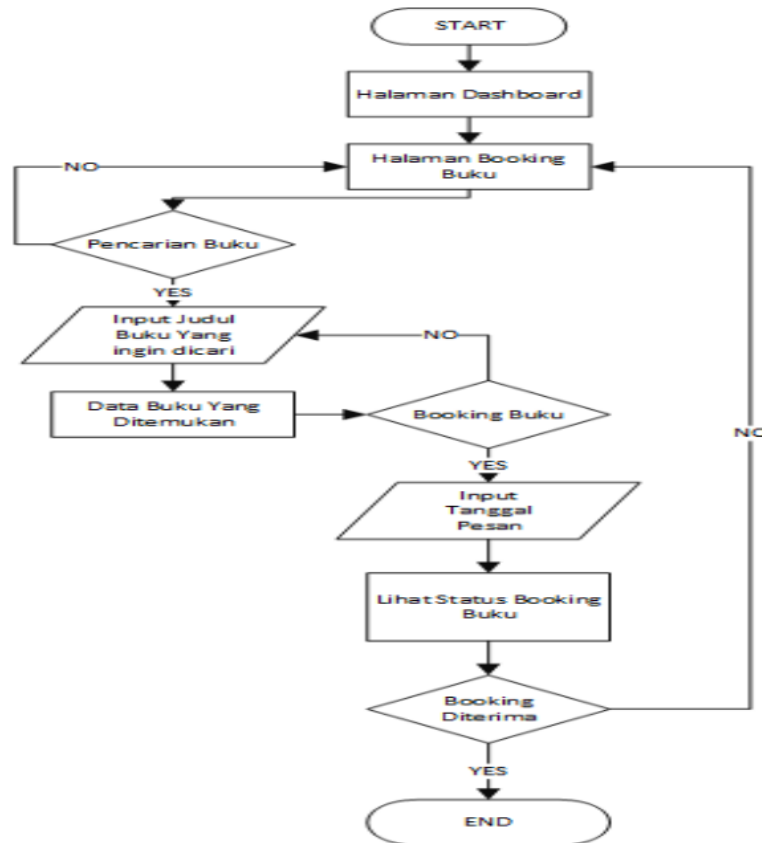 START
Halaman Dashboard
Halaman Booking
Buku
NO
Pencarian Buku
YES
Input Judul
Buku Yang
ingin dicari
NO
Data Buku Yang
Ditemukan
Booking Buku
NO
YES
Input
Tanggal
Pesan
Lihat Status Booking
Buku
Booking
Diterima
YES
END